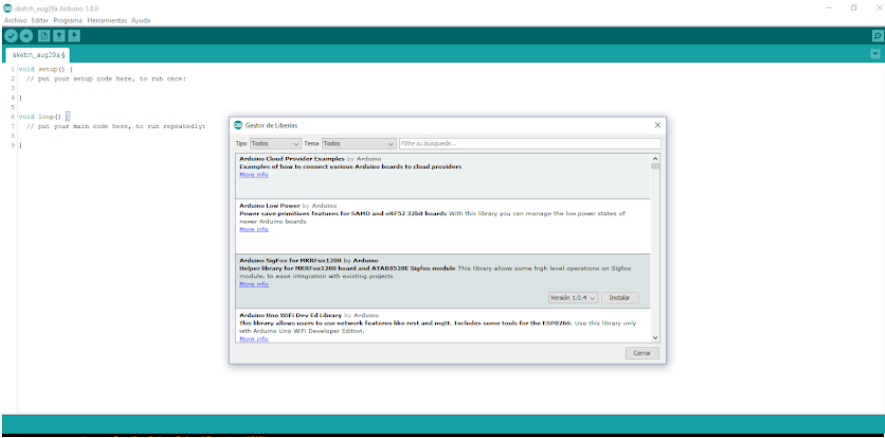 sketch_aug29a Arduino 1.8.8
Archivo Editar Programa Herramientas Ayuda
sketch_aug29a §
1 void setup() {
2 // put your setup code here, to run once:
3
4 }
5
6 void loop() {
7 // put your main code here, to run repeatedly:
8
9 }
Gestor de Liberías
Tipo Todos Tema Todos Filtre su búsqueda...
Arduino Cloud Provider Examples by Arduino
Examples of how to connect various Arduino boards to cloud providers
More info
Arduino Low Power by Arduino
Power save primitives features for SAMD and nRF52 32bit boards With this library you can manage the low power states of
newer Arduino boards
More info
Arduino SigFox for MKRFox1200 by Arduino
Helper library for MKRFox1200 board and ATAB8520E Sigfox module This library allows some high level operations on Sigfox
module, to ease integration with existing projects
More info
Versión 1.0.4 Instalar
Arduino Uno WiFi Dev Ed Library by Arduino
This library allows users to use network features like rest and mqtt. Includes some tools for the ESP8266. Use this library only
with Arduino Uno WiFi Developer Edition.
More info
Cerrar